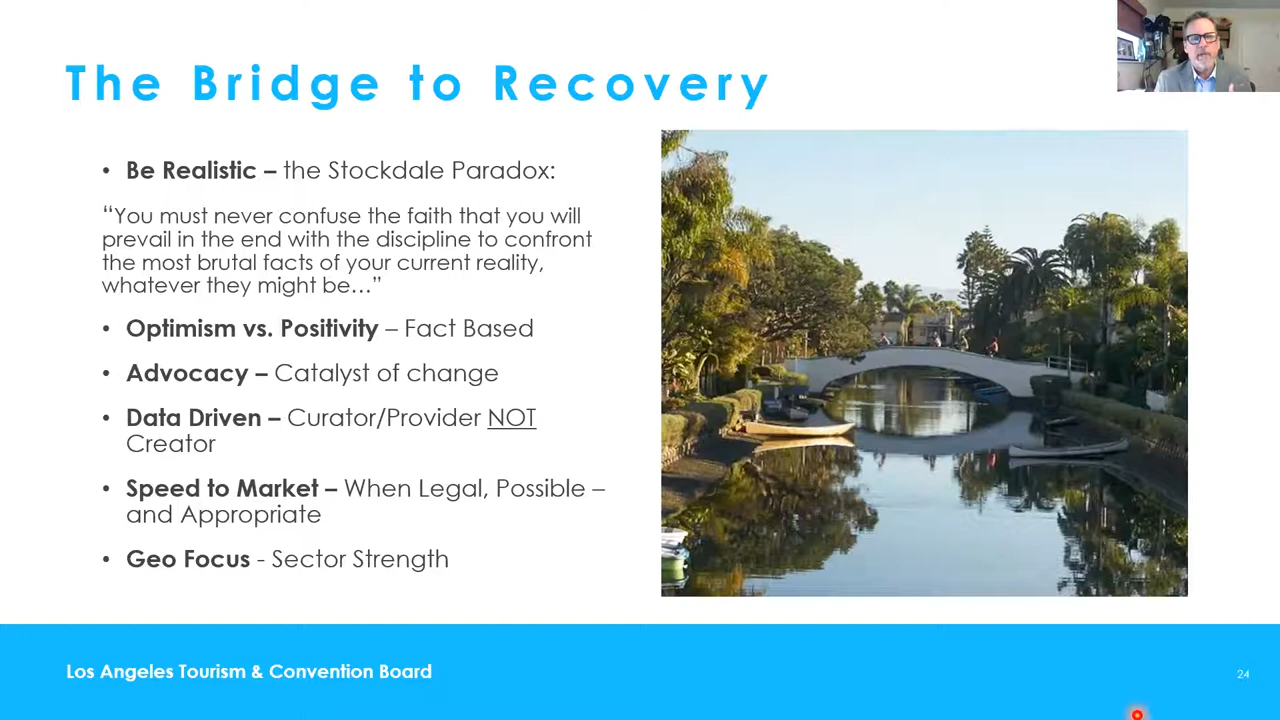 The Bridge to Recovery
• Be Realistic – the Stockdale Paradox:
“You must never confuse the faith that you will
prevail in the end with the discipline to confront
the most brutal facts of your current reality,
whatever they might be…”
• Optimism vs. Positivity – Fact Based
• Advocacy – Catalyst of change
• Data Driven – Curator/Provider NOT
Creator
• Speed to Market – When Legal, Possible –
and Appropriate
• Geo Focus - Sector Strength
Los Angeles Tourism & Convention Board
24